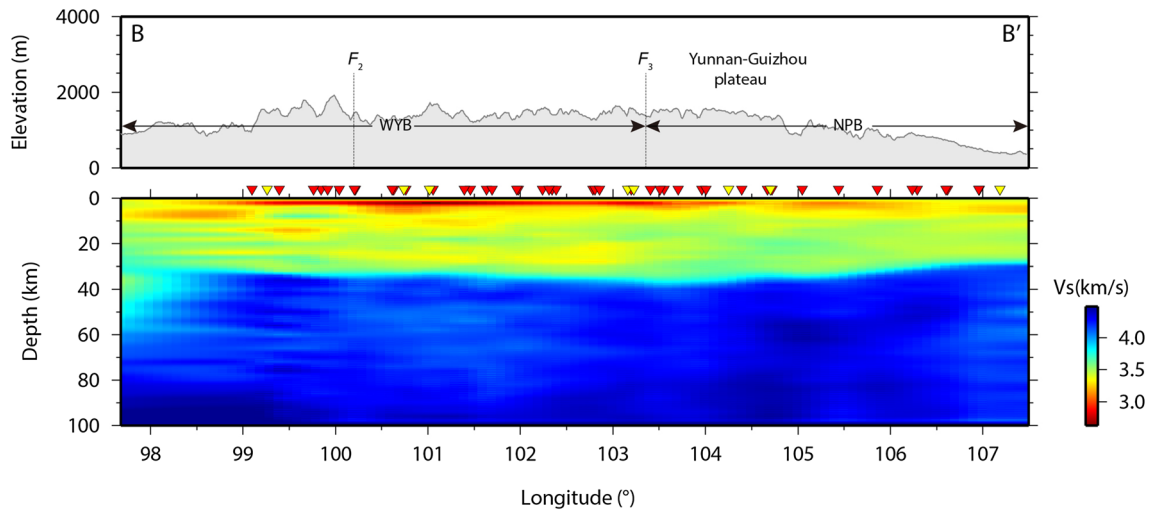 4000
B
B′
F2
F3
Yunnan-Guizhou
plateau
Elevation (m)
2000
WYB
NPB
0
0
20
40
60
80
100
Depth (km)
Vs(km/s)
4.0
3.5
3.0
98 99 100 101 102 103 104 105 106 107
Longitude (°)